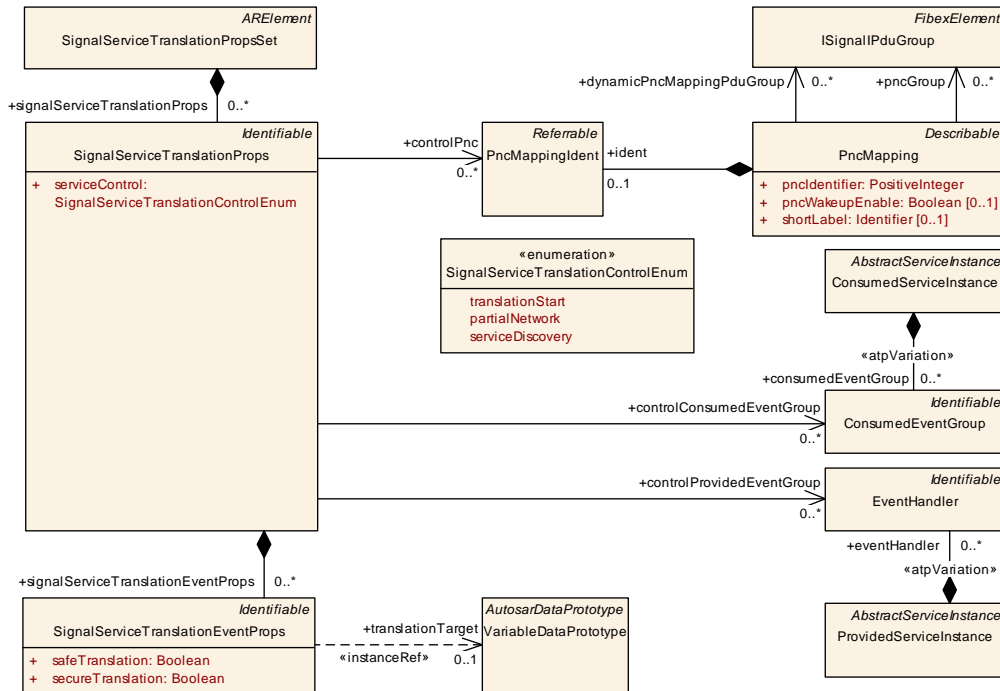 ARElement
SignalServiceTranslationPropsSet
+signalServiceTranslationProps 0..*
Identifiable
SignalServiceTranslationProps
+ serviceControl:
SignalServiceTranslationControlEnum
+controlPnc
0..*
Referrable
PncMappingIdent
+ident
0..1
FibexElement
ISignalIPduGroup
+dynamicPncMappingPduGroup 0..*
+pncGroup 0..*
Describable
PncMapping
+ pncIdentifier: PositiveInteger
+ pncWakeupEnable: Boolean [0..1]
+ shortLabel: Identifier [0..1]
«enumeration»
SignalServiceTranslationControlEnum
translationStart
partialNetwork
serviceDiscovery
AbstractServiceInstance
ConsumedServiceInstance
«atpVariation»
+consumedEventGroup 0..*
+controlConsumedEventGroup
0..*
Identifiable
ConsumedEventGroup
+controlProvidedEventGroup
0..*
Identifiable
EventHandler
+eventHandler 0..*
«atpVariation»
AbstractServiceInstance
ProvidedServiceInstance
+signalServiceTranslationEventProps 0..*
Identifiable
SignalServiceTranslationEventProps
+ safeTranslation: Boolean
+ secureTranslation: Boolean
+translationTarget
«instanceRef» 0..1
AutosarDataPrototype
VariableDataPrototype